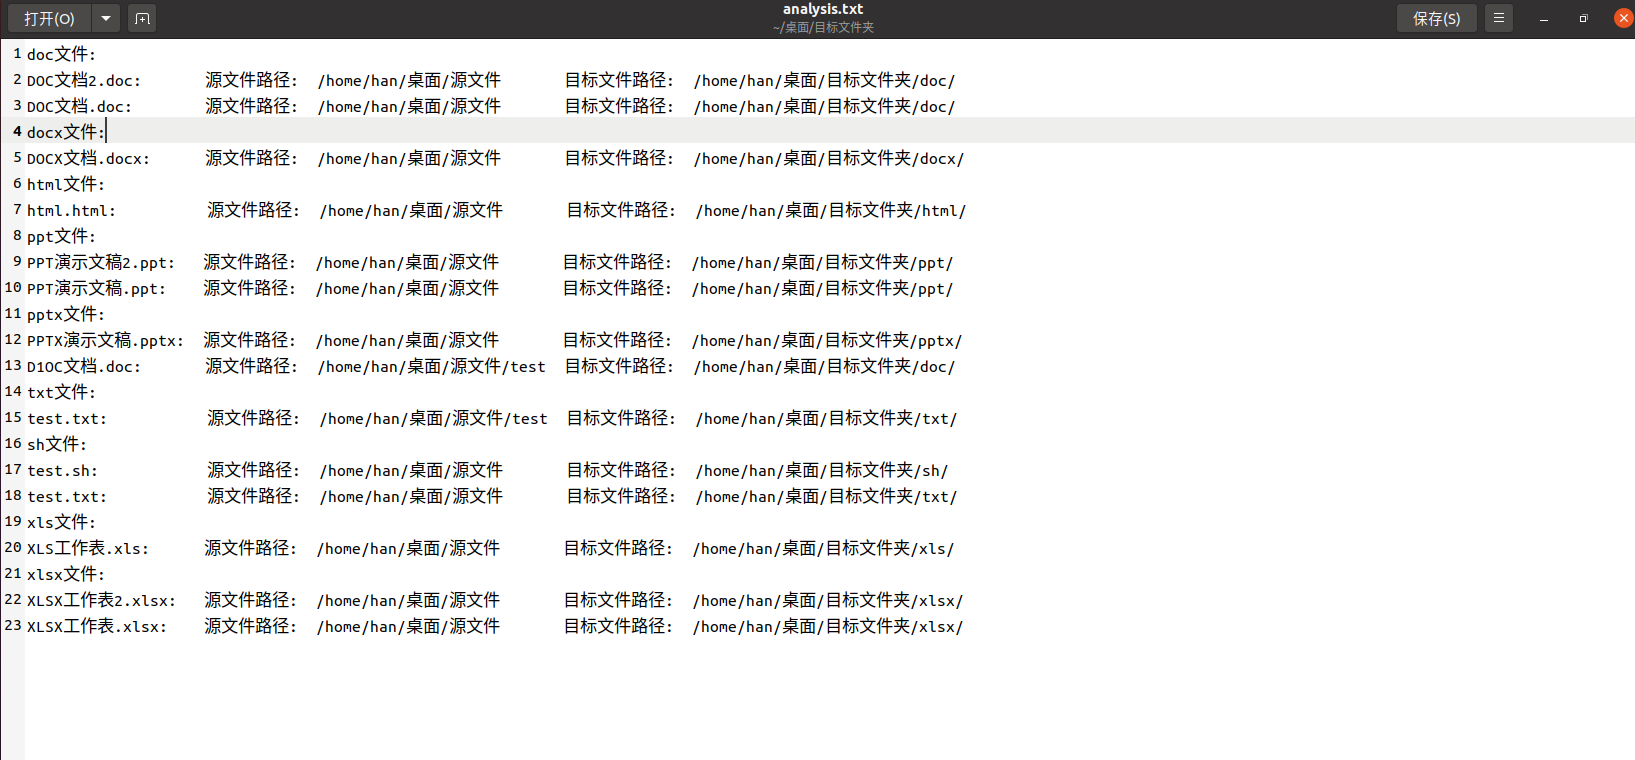 打开(O)
analysis.txt
~/桌面/目标文件夹
保存(S)
1 doc文件:
2 DOC文档2.doc: 源文件路径: /home/han/桌面/源文件 目标文件路径: /home/han/桌面/目标文件夹/doc/
3 DOC文档.doc: 源文件路径: /home/han/桌面/源文件 目标文件路径: /home/han/桌面/目标文件夹/doc/
4 docx文件:
5 DOCX文档.docx: 源文件路径: /home/han/桌面/源文件 目标文件路径: /home/han/桌面/目标文件夹/docx/
6 html文件:
7 html.html: 源文件路径: /home/han/桌面/源文件 目标文件路径: /home/han/桌面/目标文件夹/html/
8 ppt文件:
9 PPT演示文稿2.ppt: 源文件路径: /home/han/桌面/源文件 目标文件路径: /home/han/桌面/目标文件夹/ppt/
10 PPT演示文稿.ppt: 源文件路径: /home/han/桌面/源文件 目标文件路径: /home/han/桌面/目标文件夹/ppt/
11 pptx文件:
12 PPTX演示文稿.pptx: 源文件路径: /home/han/桌面/源文件 目标文件路径: /home/han/桌面/目标文件夹/pptx/
13 D1OC文档.doc: 源文件路径: /home/han/桌面/源文件/test 目标文件路径: /home/han/桌面/目标文件夹/doc/
14 txt文件:
15 test.txt: 源文件路径: /home/han/桌面/源文件/test 目标文件路径: /home/han/桌面/目标文件夹/txt/
16 sh文件:
17 test.sh: 源文件路径: /home/han/桌面/源文件 目标文件路径: /home/han/桌面/目标文件夹/sh/
18 test.txt: 源文件路径: /home/han/桌面/源文件 目标文件路径: /home/han/桌面/目标文件夹/txt/
19 xls文件:
20 XLS工作表.xls: 源文件路径: /home/han/桌面/源文件 目标文件路径: /home/han/桌面/目标文件夹/xls/
21 xlsx文件:
22 XLSX工作表2.xlsx: 源文件路径: /home/han/桌面/源文件 目标文件路径: /home/han/桌面/目标文件夹/xlsx/
23 XLSX工作表.xlsx: 源文件路径: /home/han/桌面/源文件 目标文件路径: /home/han/桌面/目标文件夹/xlsx/